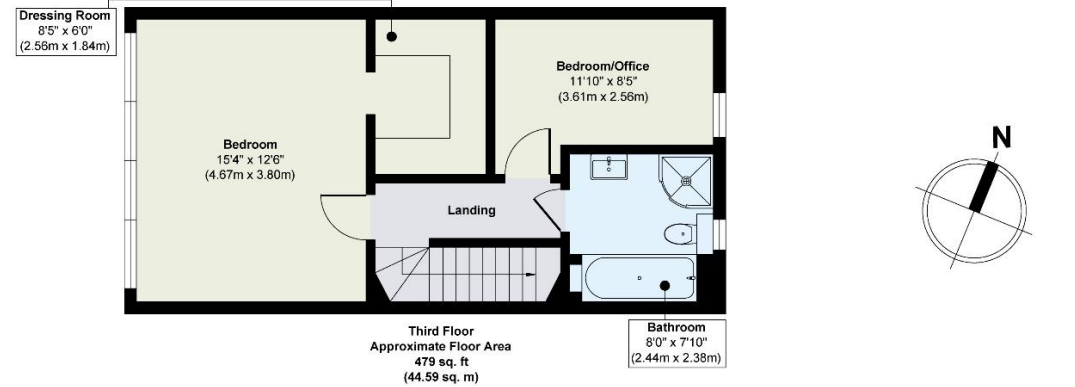 Dressing Room
8'5" x 6'0"
(2.56m x 1.84m)
Bedroom/Office
11'10" x 8'5"
(3.61m x 2.56m)
Bedroom
15'4" x 12'6"
(4.67m x 3.80m)
N
Landing
Third Floor
Approximate Floor Area
479 sq. ft
(44.59 sq. m)
Bathroom
8'0" x 7'10"
(2.44m x 2.38m)